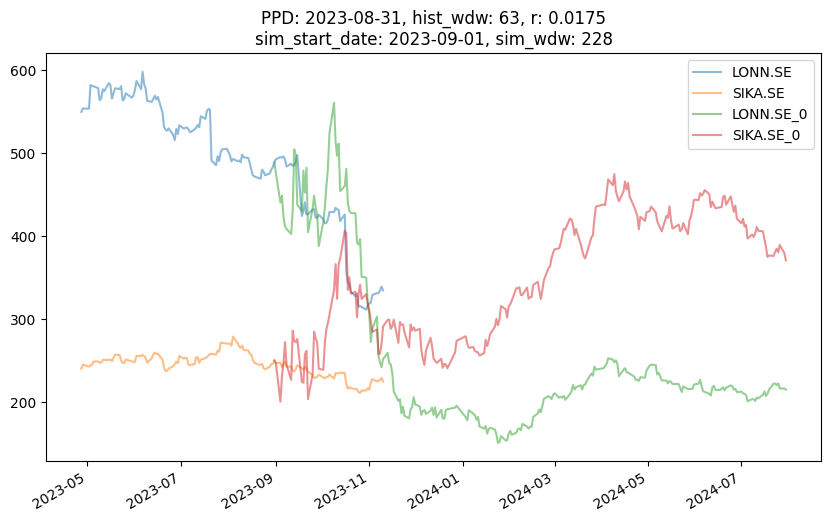 PPD: 2023-08-31, hist_wdw: 63, r: 0.0175
sim_start_date: 2023-09-01, sim_wdw: 228
LONN.SE
SIKA.SE
LONN.SE_0
SIKA.SE_0
600
500
400
300
200
2023-05
2023-07
2023-09
2023-11
2024-01
2024-03
2024-05
2024-07